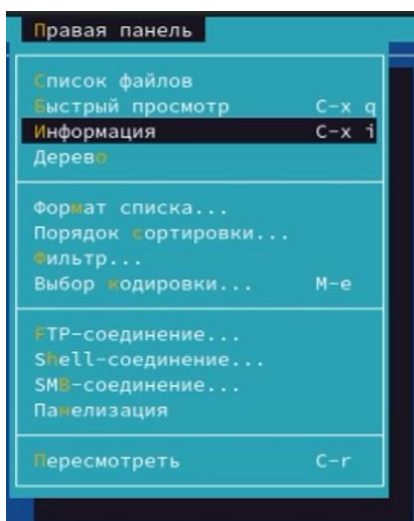 Правая панель
Список файлов
Быстрый просмотр C-x q
Информация C-x i
Дерево
Формат списка...
Порядок сортировки...
Фильтр...
Выбор кодировки... M-e
FTP-соединение...
Shell-соединение...
SMB-соединение...
Панелизация
Пересмотреть C-r